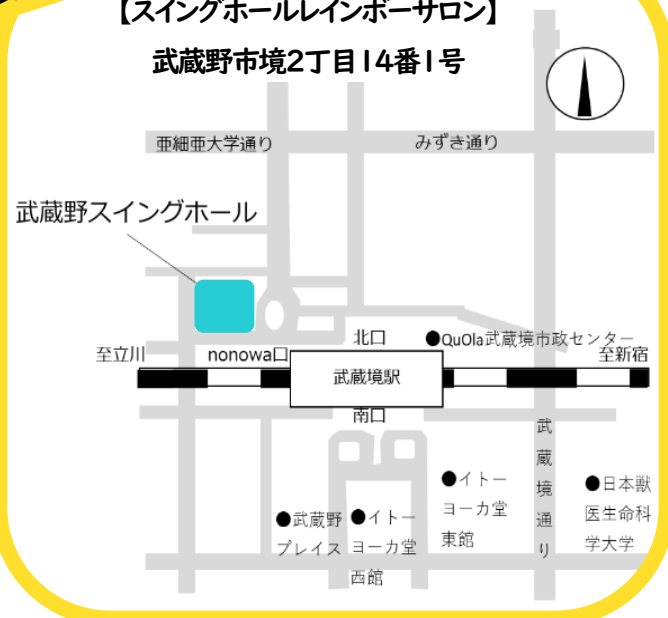 【スイングホールレインボーサロン】
武蔵野市境2丁目14番1号
亜細亜大学通り
みずき通り
武蔵野スイングホール
北口
●QuOla武蔵境市政センター
至立川
nonowa口
至新宿
武蔵境駅
南口
武蔵境通り
●イトー
ヨーカ堂
東館
●日本獣
医生命科
学大学
●武蔵野
プレイス
●イトー
ヨーカ堂
西館